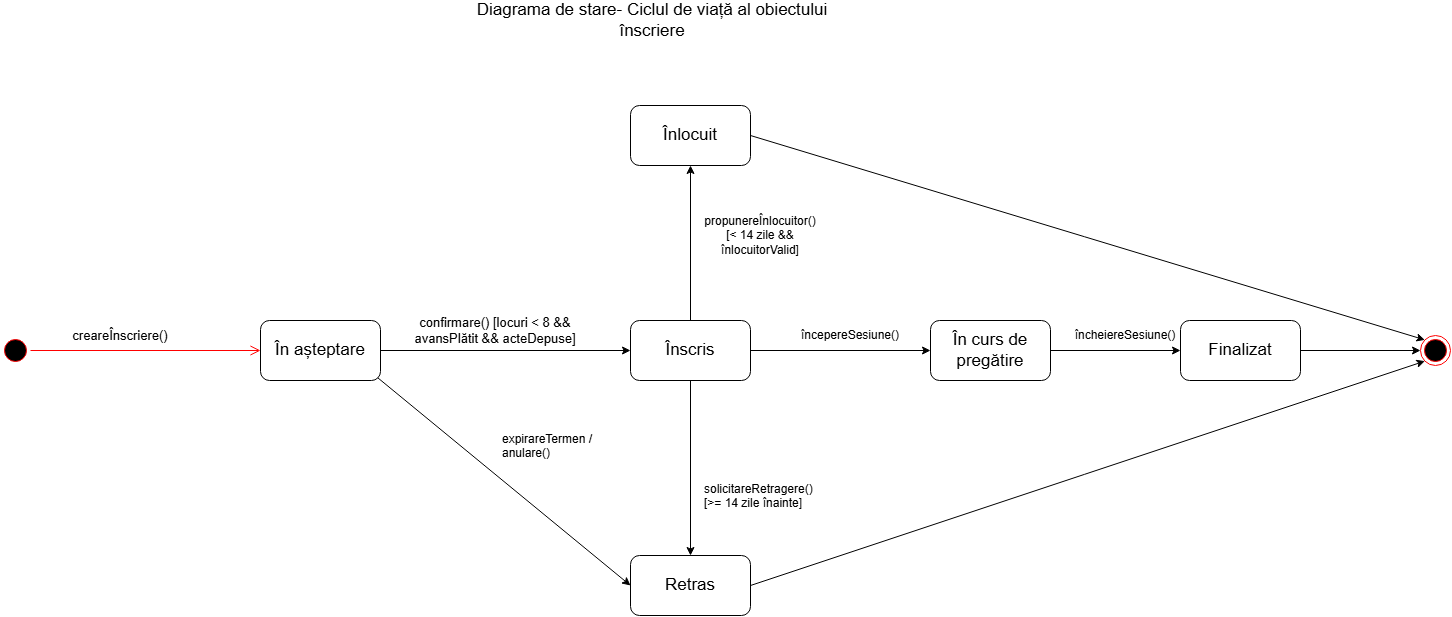 Diagrama de stare- Ciclul de viață al obiectului
înscriere
Înlocuit
propunereÎnlocuitor()
[< 14 zile &&
înlocuitorValid]
creareÎnscriere()
În așteptare
confirmare() [locuri < 8 &&
avansPlătit && acteDepuse]
Înscris
începereSesiune()
În curs de
pregătire
încheiereSesiune()
Finalizat
expirareTermen /
anulare()
solicitareRetragere()
[>= 14 zile înainte]
Retras